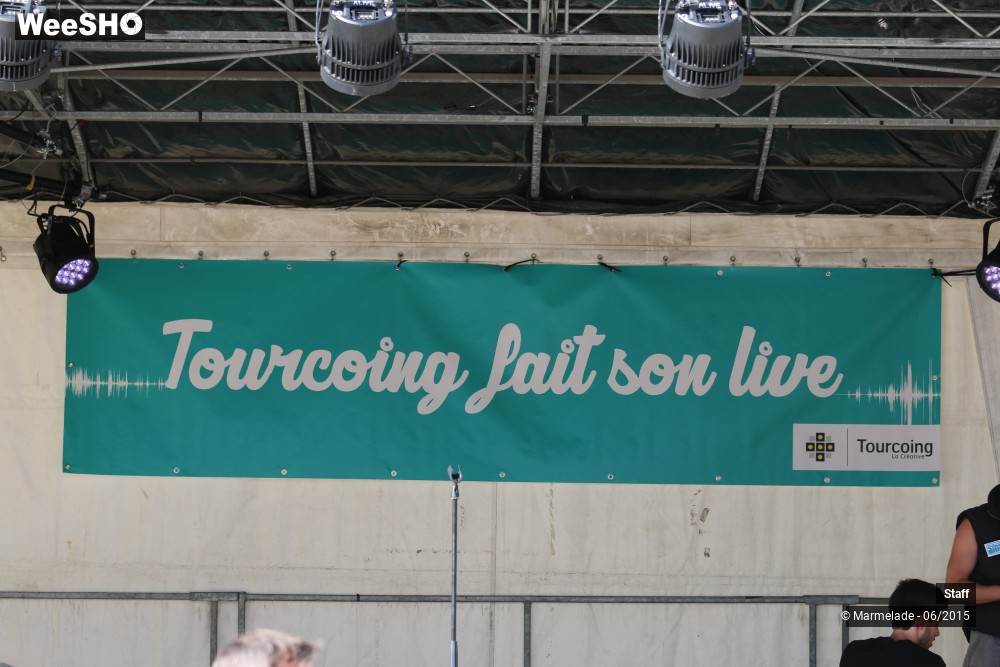 WeeSHO
Tourcoing fait son live
Tourcoing
La Créative
Staff
© Marmelade - 06/2015